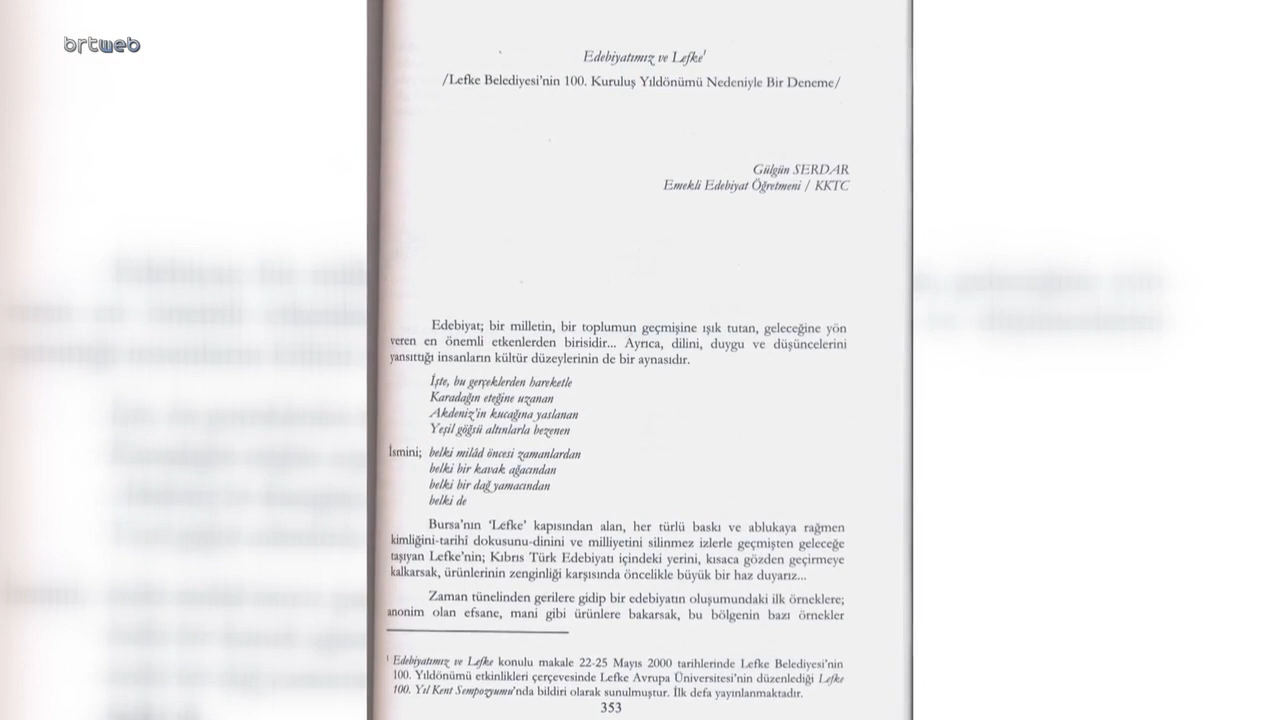 brtweb
Edebiyatımız ve Lefke¹
/Lefke Belediyesi'nin 100. Kuruluş Yıldönümü Nedeniyle Bir Deneme/
Gülgün SERDAR
Emekli Edebiyat Öğretmeni / KKTC
Edebiyat; bir milletin, bir toplumun geçmişine ışık tutan, geleceğine yön
veren en önemli etkenlerden birisidir... Ayrıca, dilini, duygu ve düşüncelerini
yansıttığı insanların kültür düzeylerinin de bir aynasıdır.
İşte, bu gerçeklerden hareketle
Karadağın eteğine uzanan
Akdeniz'in kucağına yaslanan
Yeşil göğsü altınlarla bezenen
İsmini; belki milâd öncesi zamanlardan
belki bir kavak ağacından
belki bir dağ yamacından
belki de
Bursa'nın 'Lefke' kapısından alan, her türlü baskı ve ablukaya rağmen
kimliğini-tarihî dokusunu-dinini ve milliyetini silinmez izlerle geçmişten geleceğe
taşıyan Lefke'nin; Kıbrıs Türk Edebiyatı içindeki yerini, kısaca gözden geçirmeye
kalkarsak, ürünlerinin zenginliği karşısında öncelikle büyük bir haz duyarız...
Zaman tünelinden gerilere gidip bir edebiyatın oluşumundaki ilk örneklere;
anonim olan efsane, mani gibi ürünlere bakarsak, bu bölgenin bazı örnekler
¹ Edebiyatımız ve Lefke konulu makale 22-25 Mayıs 2000 tarihlerinde Lefke Belediyesi'nin
100. Yıldönümü etkinlikleri çerçevesinde Lefke Avrupa Üniversitesi'nin düzenlediği Lefke
100. Yıl Kent Sempozyumu'nda bildiri olarak sunulmuştur. İlk defa yayınlanmaktadır.
353